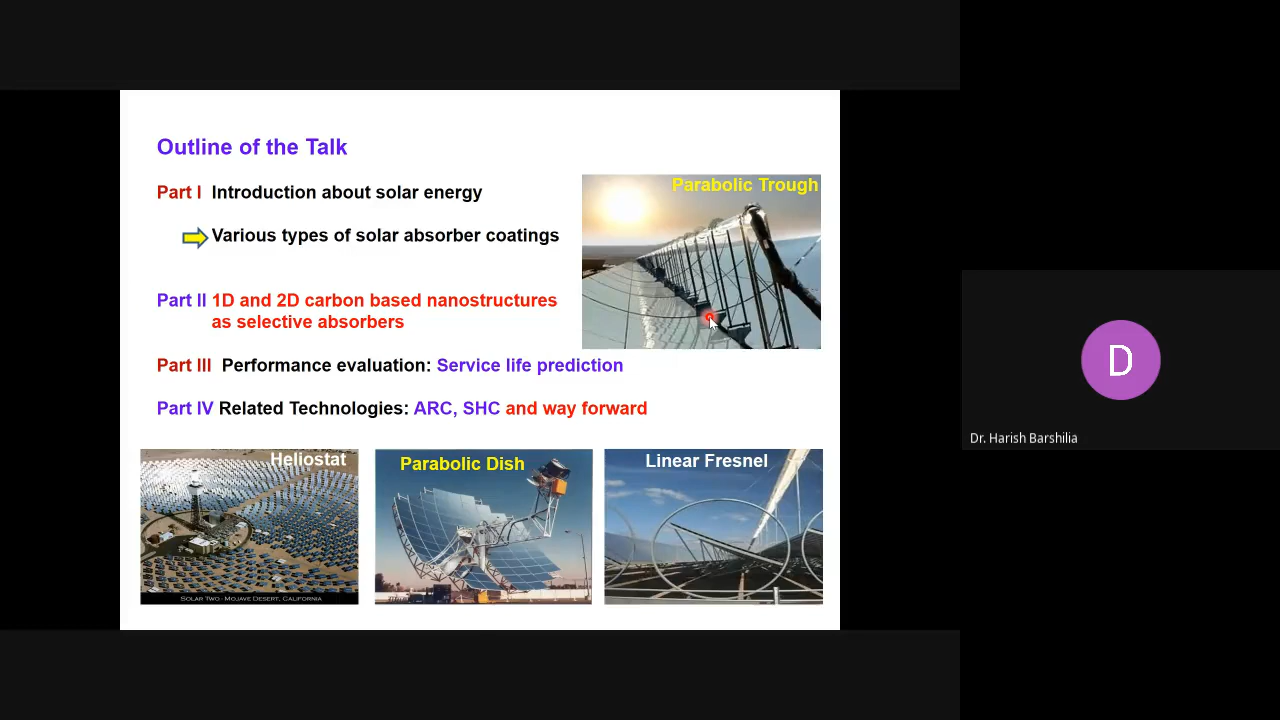 Outline of the Talk
Part I Introduction about solar energy
Various types of solar absorber coatings
Part II 1D and 2D carbon based nanostructures
as selective absorbers
Part III Performance evaluation: Service life prediction
Part IV Related Technologies: ARC, SHC and way forward
Parabolic Trough
Heliostat
SOLAR TWO - MOJAVE DESERT, CALIFORNIA
Parabolic Dish
Linear Fresnel
D
Dr. Harish Barshilia